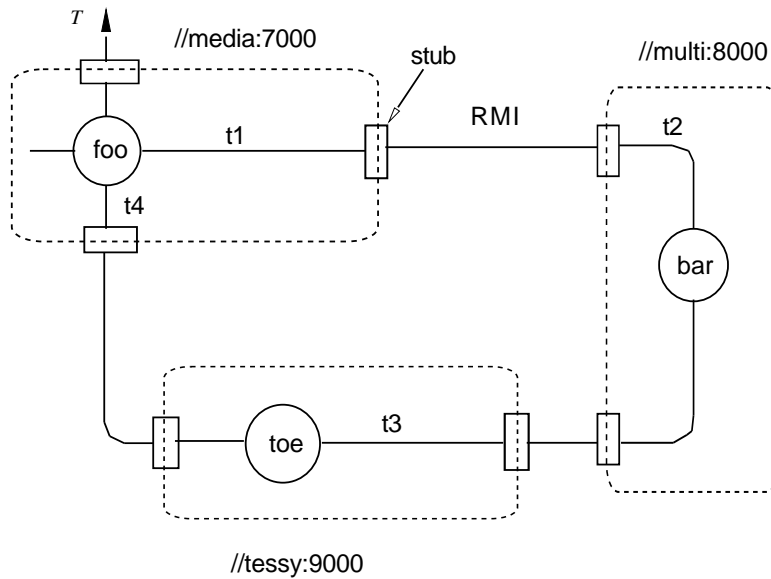 T
//media:7000
stub
//multi:8000
RMI
t2
foo
t1
t4
bar
toe
t3
//tessy:9000